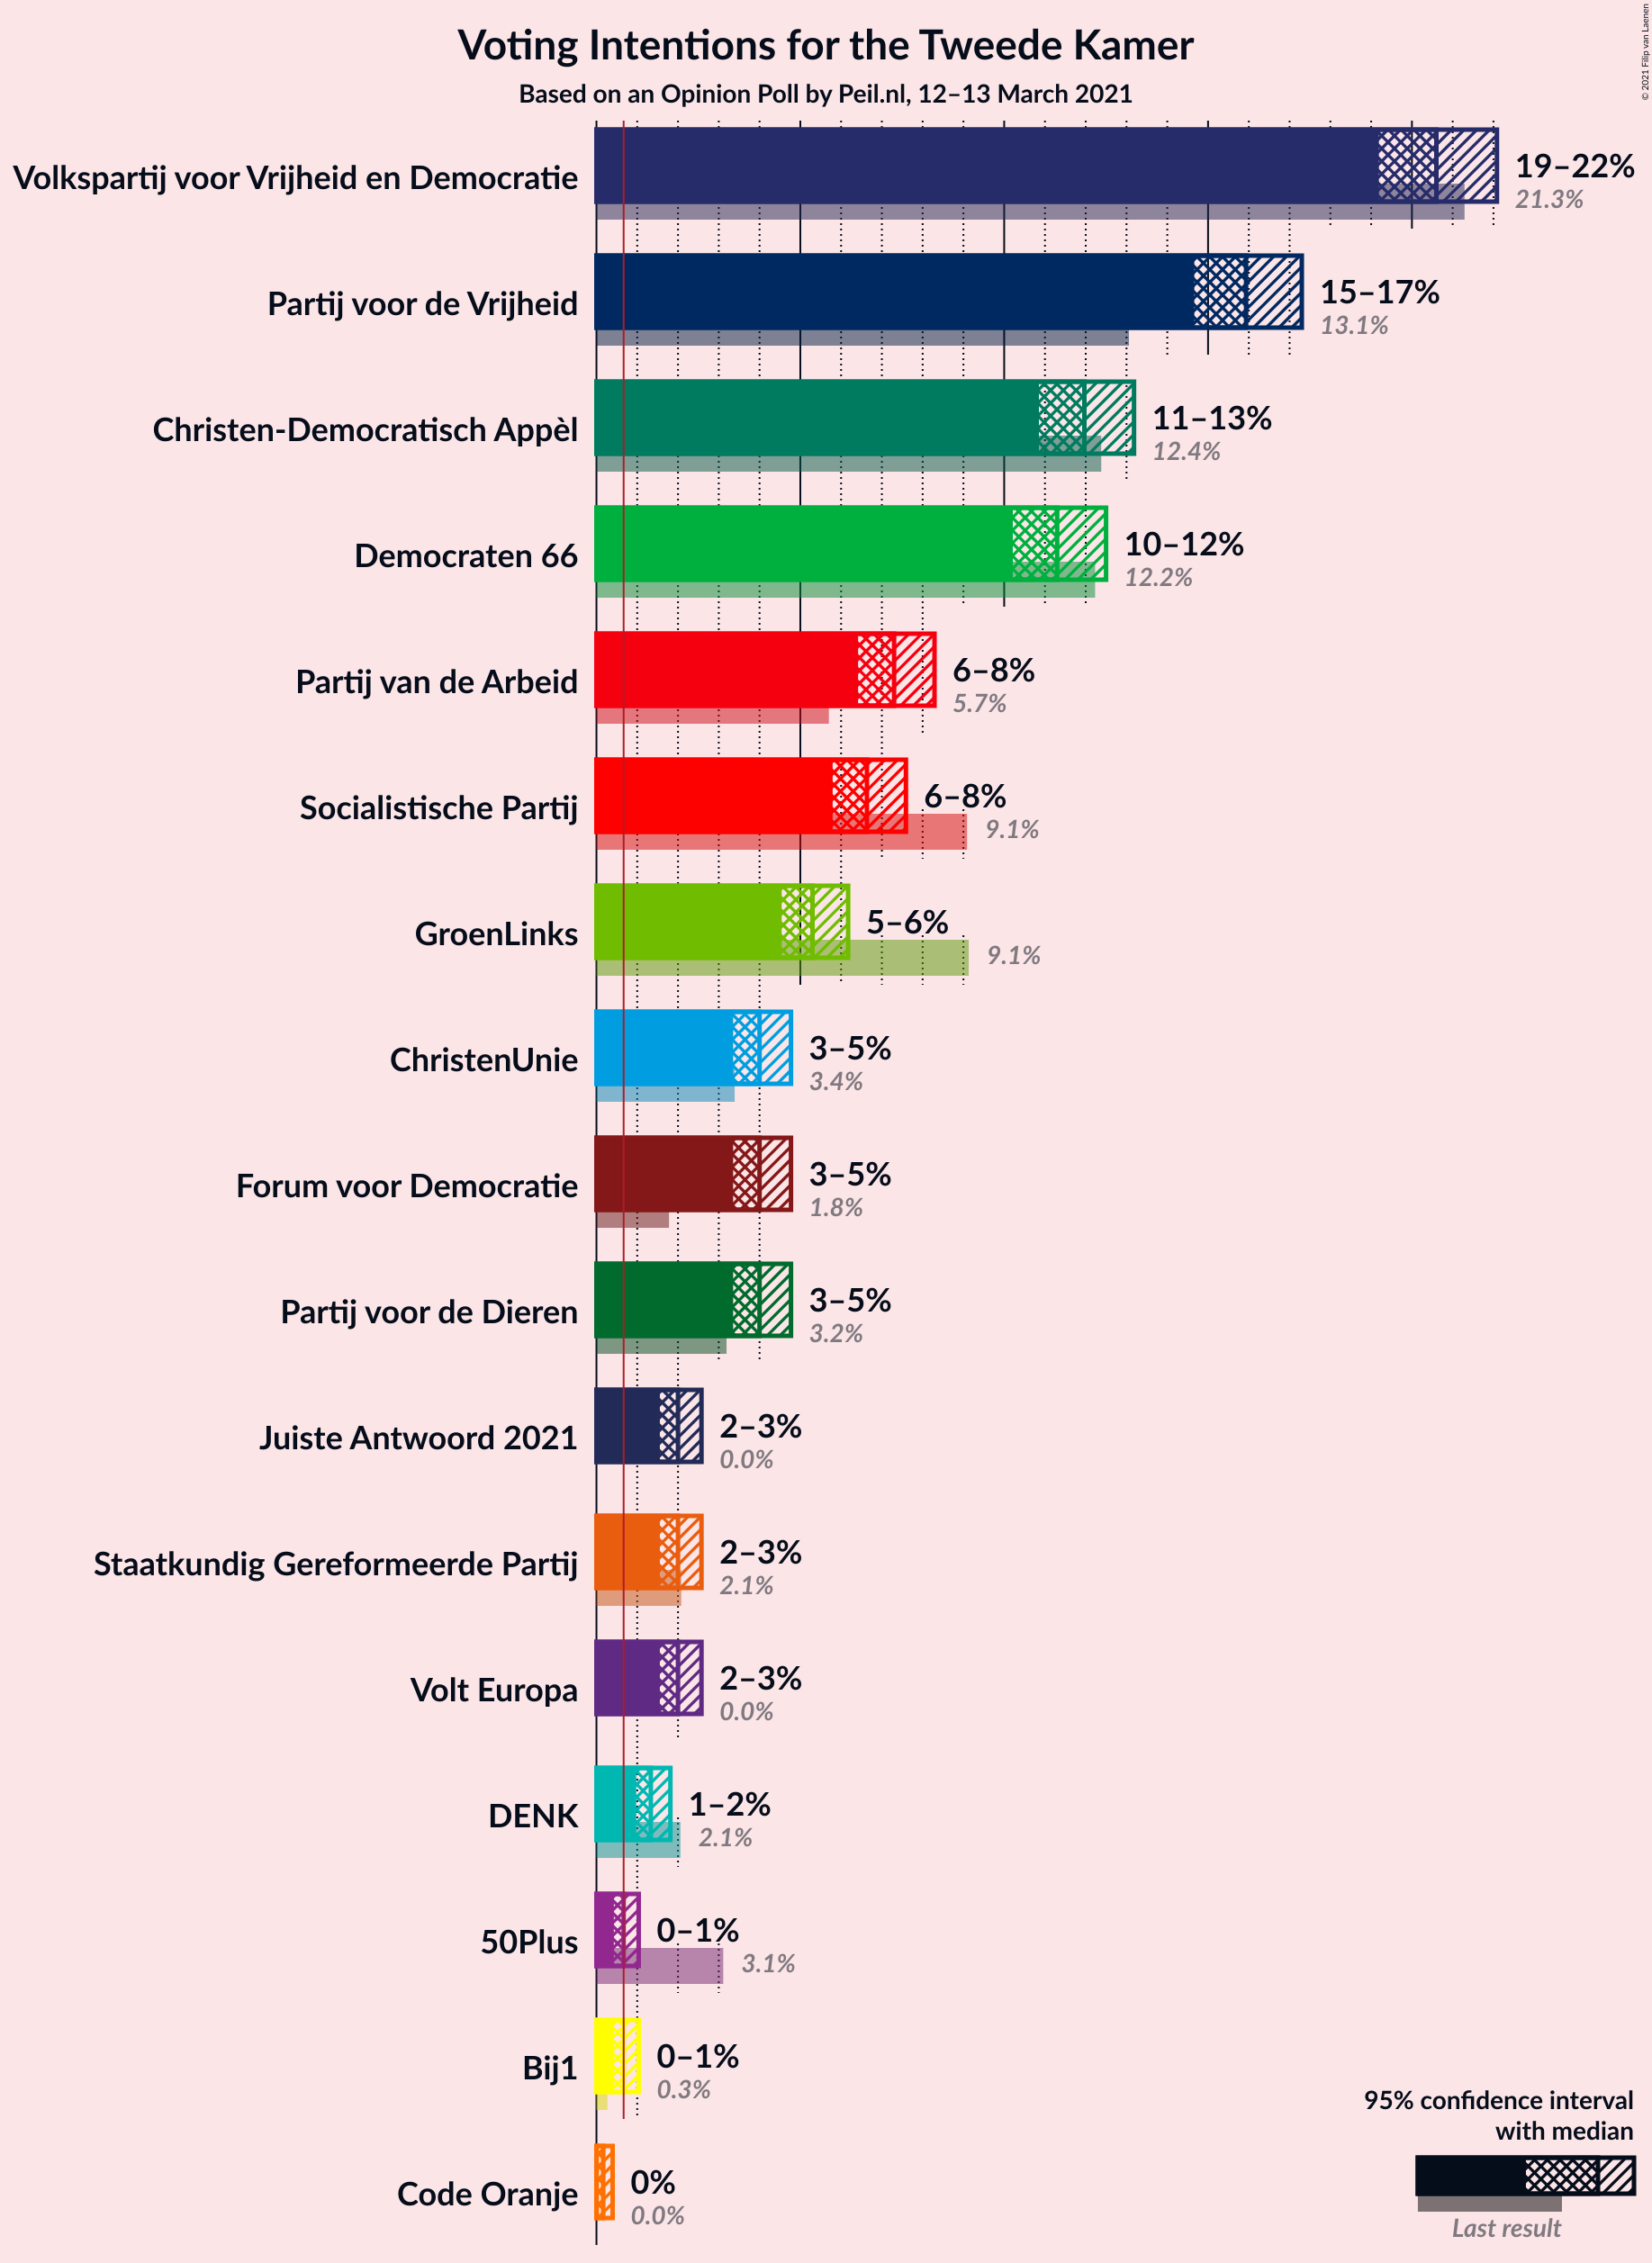 © 2021 Filip van Laenen
Voting Intentions for the Tweede Kamer
Based on an Opinion Poll by Peil.nl, 12–13 March 2021
Volkspartij voor Vrijheid en Democratie
19–22%
21.3%
Partij voor de Vrijheid
15–17%
13.1%
Christen-Democratisch Appèl
11–13%
12.4%
Democraten 66
10–12%
12.2%
Partij van de Arbeid
6–8%
5.7%
Socialistische Partij
6–8%
9.1%
GroenLinks
5–6%
9.1%
ChristenUnie
3–5%
3.4%
Forum voor Democratie
3–5%
1.8%
Partij voor de Dieren
3–5%
3.2%
Juiste Antwoord 2021
2–3%
0.0%
Staatkundig Gereformeerde Partij
2–3%
2.1%
Volt Europa
2–3%
0.0%
DENK
1–2%
2.1%
50Plus
0–1%
3.1%
Bij1
0–1%
0.3%
Code Oranje
0%
0.0%
95% confidence interval
with median
Last result